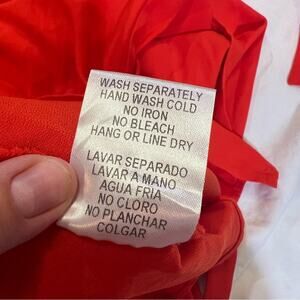 WASH SEPARATELY
HAND WASH COLD
NO IRON
NO BLEACH
HANG OR LINE DRY
LAVAR SEPARADO
LAVAR A MANO
AGUA FRIA
NO CLORO
NO PLANCHAR
COLGAR